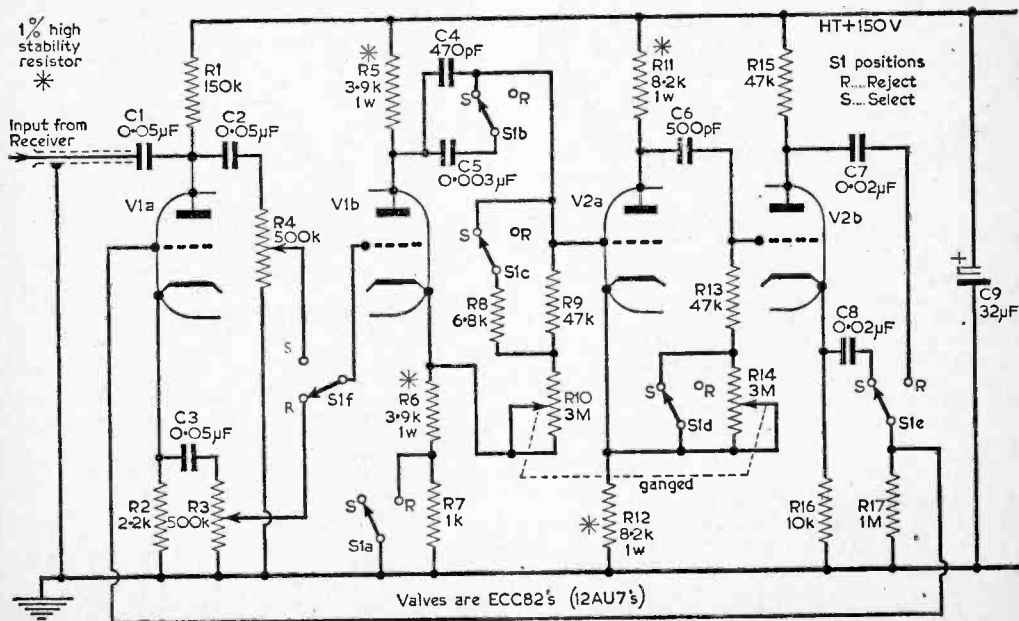 1% high
stability
resistor
*
Input from
Receiver
C1
0·05µF
R1
150k
C2
0·05µF
V1a
R4
500k
S
R
S1f
C3
0·05µF
R2
2·2k
R3
500k
*
R5
3·9k
1w
C4
470pF
S
R
S1b
C5
0·003µF
V1b
S
R
S1c
R8
6·8k
R9
47k
*
R6
3·9k
1w
R10
3M
S
R
S1a
R7
1k
*
R11
8·2k
1w
C6
500pF
V2a
R13
47k
S
R
S1d
R14
3M
ganged
*
R12
8·2k
1w
HT+150V
R15
47k
S1 positions
R....Reject
S....Select
C7
0·02µF
V2b
C8
0·02µF
S
R
S1e
R16
10k
R17
1M
+
C9
32µF
Valves are ECC82's (12AU7's)